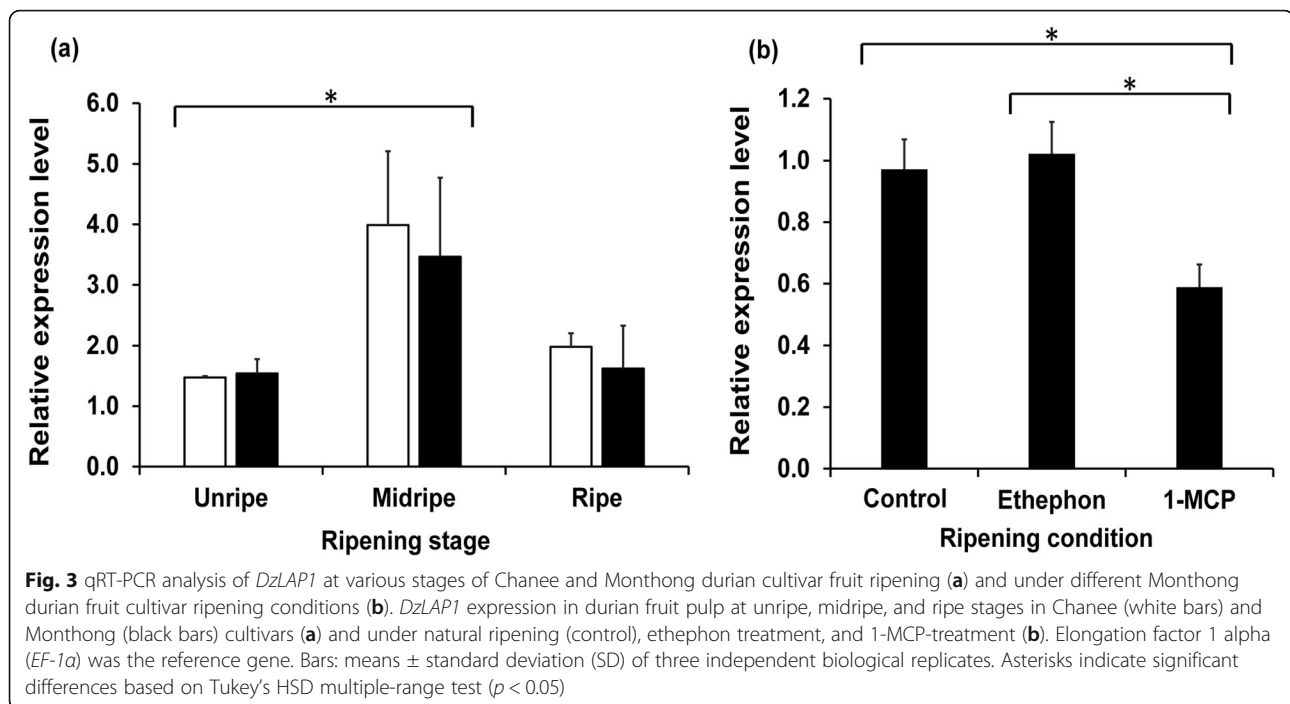 (a)
*
6.0
5.0
4.0
3.0
2.0
1.0
0.0
Relative expression level
Unripe Midripe Ripe
Ripening stage
(b)
*
*
1.2
1.0
0.8
0.6
0.4
0.2
0.0
Relative expression level
Control Ethephon 1-MCP
Ripening condition
Fig. 3 qRT-PCR analysis of DzLAP1 at various stages of Chanee and Monthong durian cultivar fruit ripening (a) and under different Monthong
durian fruit cultivar ripening conditions (b). DzLAP1 expression in durian fruit pulp at unripe, midripe, and ripe stages in Chanee (white bars) and
Monthong (black bars) cultivars (a) and under natural ripening (control), ethephon treatment, and 1-MCP-treatment (b). Elongation factor 1 alpha
(EF-1α) was the reference gene. Bars: means ± standard deviation (SD) of three independent biological replicates. Asterisks indicate significant
differences based on Tukey's HSD multiple-range test (p < 0.05)